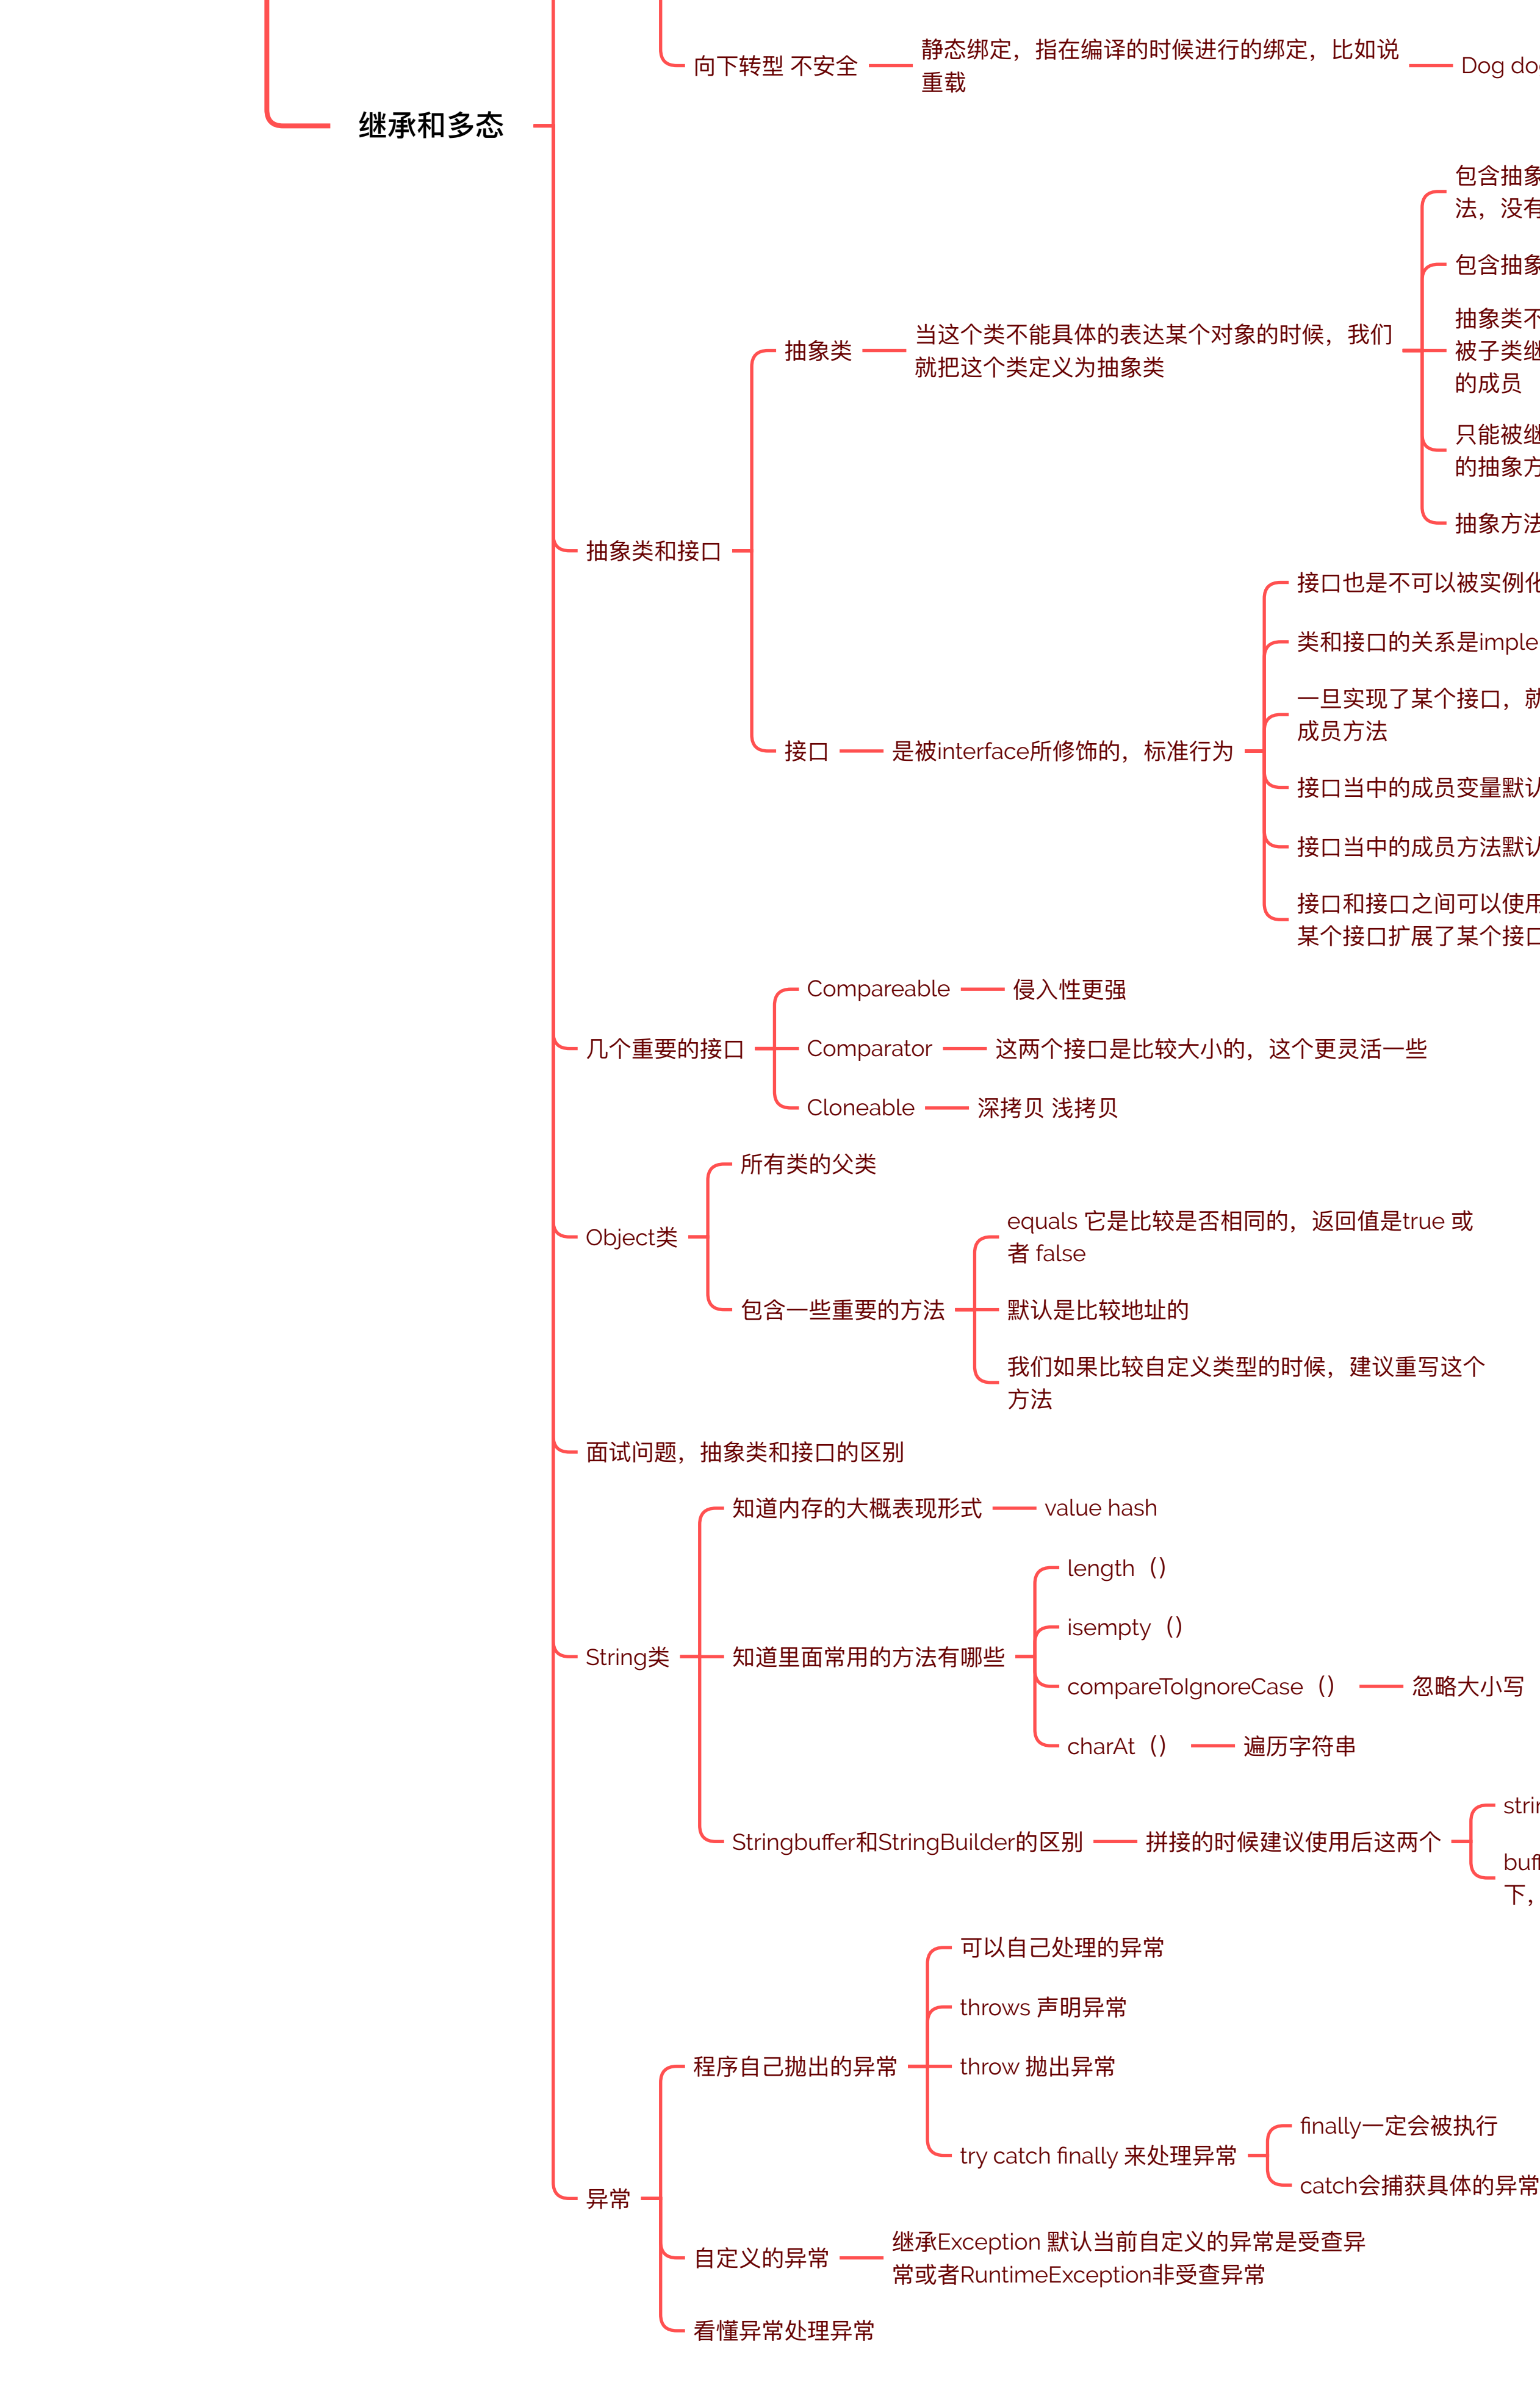 向下转型 不安全
静态绑定，指在编译的时候进行的绑定，比如说
重载
Dog
继承和多态
抽象类和接口
抽象类
当这个类不能具体的表达某个对象的时候，我们
就把这个类定义为抽象类
包含抽象
法，没有
包含抽象
抽象类不
被子类继
的成员
只能被继
的抽象方
抽象方法
接口
是被interface所修饰的，标准行为
接口也是不可以被实例化
类和接口的关系是imple
一旦实现了某个接口，就
成员方法
接口当中的成员变量默认
接口当中的成员方法默认
接口和接口之间可以使用
某个接口扩展了某个接口
几个重要的接口
Compareable
侵入性更强
Comparator
这两个接口是比较大小的，这个更灵活一些
Cloneable
深拷贝 浅拷贝
Object类
所有类的父类
包含一些重要的方法
equals 它是比较是否相同的，返回值是true 或
者 false
默认是比较地址的
我们如果比较自定义类型的时候，建议重写这个
方法
面试问题，抽象类和接口的区别
String类
知道内存的大概表现形式
value hash
知道里面常用的方法有哪些
length（）
isempty（）
compareToIgnoreCase（）
忽略大小写
charAt（）
遍历字符串
Stringbuffer和StringBuilder的区别
拼接的时候建议使用后这两个
下，
异常
程序自己抛出的异常
可以自己处理的异常
throws 声明异常
throw 抛出异常
try catch finally 来处理异常
finally一定会被执行
catch会捕获具体的异常
自定义的异常
继承Exception 默认当前自定义的异常是受查异
常或者RuntimeException非受查异常
看懂异常处理异常